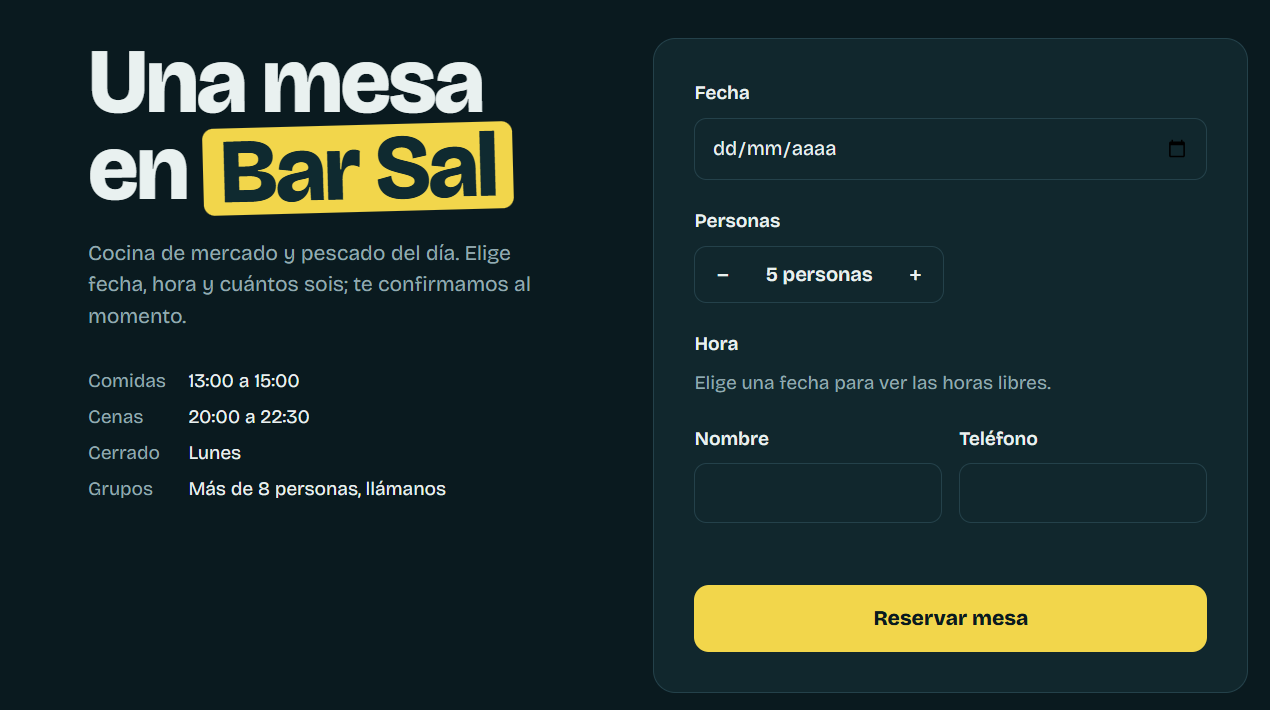 Una mesa
en Bar Sal
Cocina de mercado y pescado del día. Elige
fecha, hora y cuántos sois; te confirmamos al
momento.
Comidas 13:00 a 15:00
Cenas 20:00 a 22:30
Cerrado Lunes
Grupos Más de 8 personas, llámanos
Fecha
dd/mm/aaaa
Personas
− 5 personas +
Hora
Elige una fecha para ver las horas libres.
Nombre Teléfono
Reservar mesa